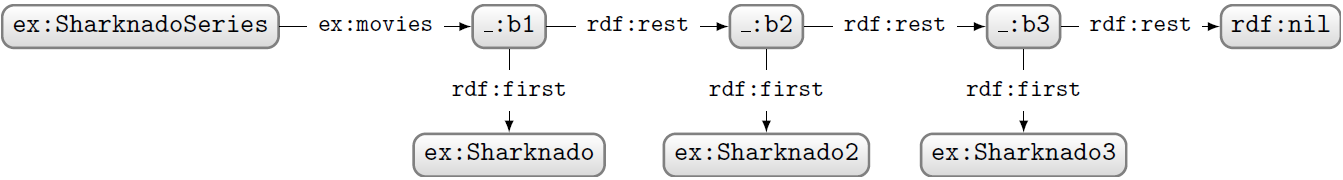 ex:SharknadoSeries ex:movies _:b1 rdf:rest _:b2 rdf:rest _:b3 rdf:rest rdf:nil
rdf:first rdf:first rdf:first
ex:Sharknado ex:Sharknado2 ex:Sharknado3